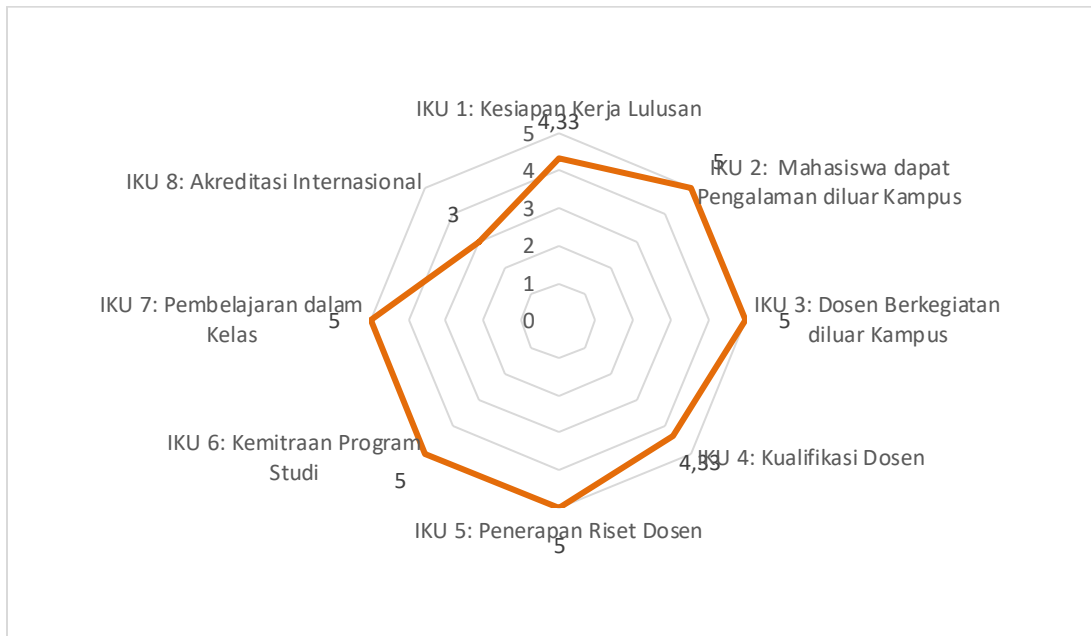 IKU 1: Kesiapan Kerja Lulusan
4,33
5
IKU 2: Mahasiswa dapat
Pengalaman diluar Kampus
5
IKU 3: Dosen Berkegiatan
diluar Kampus
5
IKU 4: Kualifikasi Dosen
4,33
IKU 5: Penerapan Riset Dosen
5
IKU 6: Kemitraan Program
Studi
5
IKU 7: Pembelajaran dalam
Kelas
5
IKU 8: Akreditasi Internasional
3
5
4
3
2
1
0